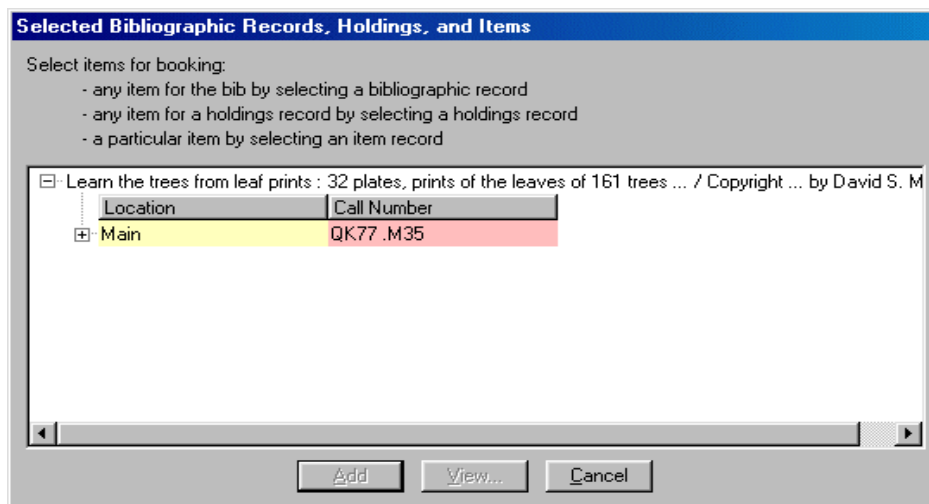 Selected Bibliographic Records, Holdings, and Items
Select items for booking:
- any item for the bib by selecting a bibliographic record
- any item for a holdings record by selecting a holdings record
- a particular item by selecting an item record
Learn the trees from leaf prints : 32 plates, prints of the leaves of 161 trees ... / Copyright ... by David S. M
Location Call Number
Main QK77 .M35
Add View... Cancel